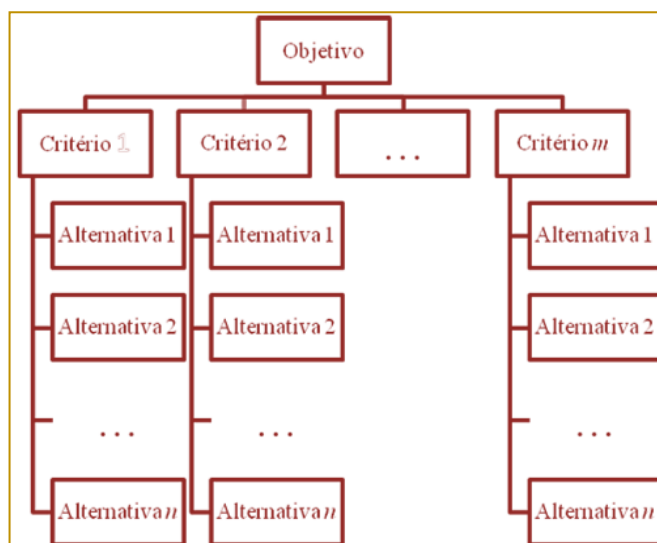 Objetivo
Critério 1
Critério 2
...
Critério m
Alternativa 1
Alternativa 1
Alternativa 1
Alternativa 2
Alternativa 2
Alternativa 2
...
...
...
Alternativa n
Alternativa n
Alternativa n